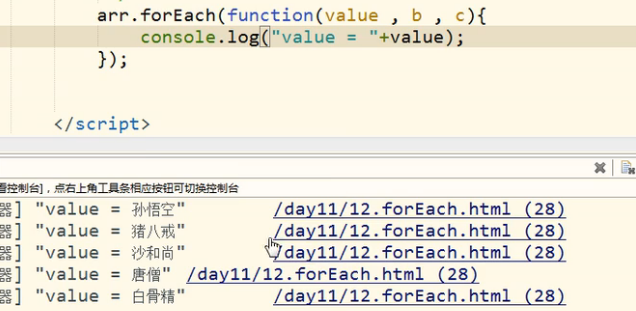 arr.forEach(function(value , b , c){
console.log("value = "+value);
});
</script>
看控制台],点右上角工具条相应按钮可切换控制台
器] "value = 孙悟空" /day11/12.forEach.html (28)
器] "value = 猪八戒" /day11/12.forEach.html (28)
器] "value = 沙和尚" /day11/12.forEach.html (28)
器] "value = 唐僧" /day11/12.forEach.html (28)
器] "value = 白骨精" /day11/12.forEach.html (28)